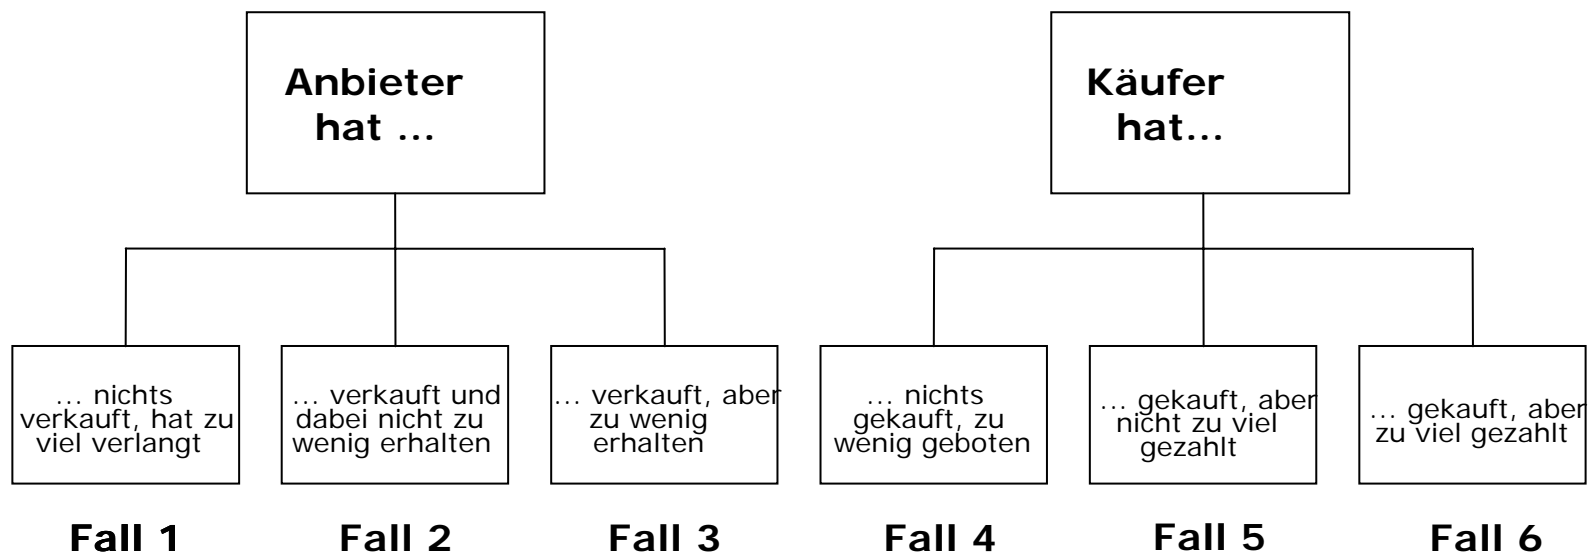 Anbieter
hat ...
Käufer
hat...
... nichts
verkauft, hat zu
viel verlangt
... verkauft und
dabei nicht zu
wenig erhalten
... verkauft, aber
zu wenig
erhalten
... nichts
gekauft, zu
wenig geboten
... gekauft, aber
nicht zu viel
gezahlt
... gekauft, aber
zu viel gezahlt
Fall 1
Fall 2
Fall 3
Fall 4
Fall 5
Fall 6